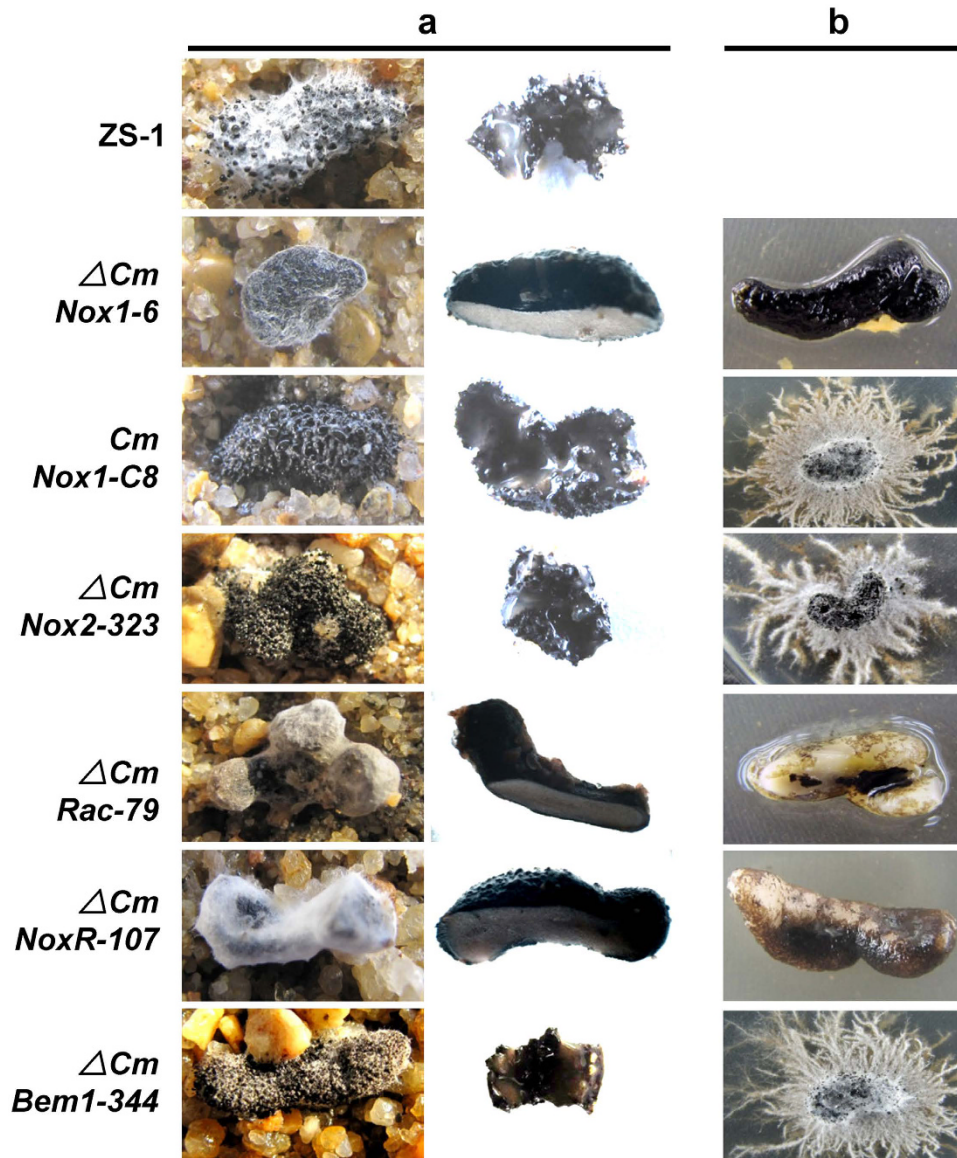 a
b
ZS-1
△Cm
Nox1-6
Cm
Nox1-C8
△Cm
Nox2-323
△Cm
Rac-79
△Cm
NoxR-107
△Cm
Bem1-344